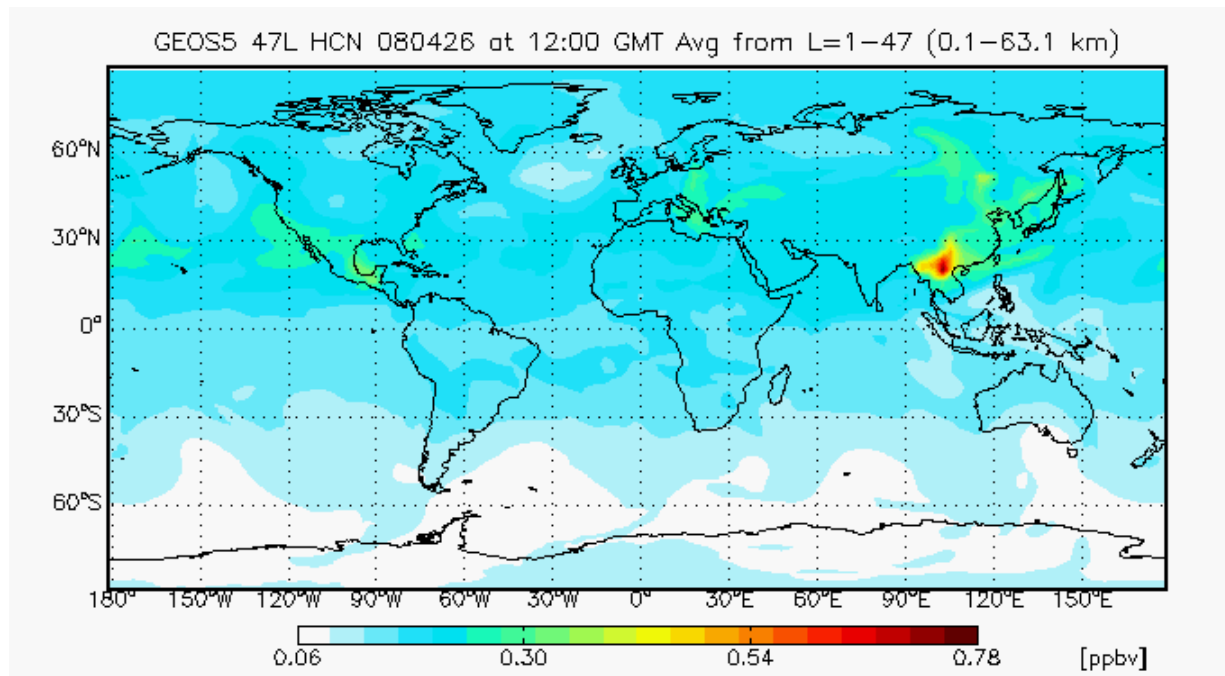 GEOS5 47L HCN 080426 at 12:00 GMT Avg from L=1-47 (0.1-63.1 km)
60°N
30°N
0°
30°S
60°S
180° 150°W 120°W 90°W 60°W 30°W 0° 30°E 60°E 90°E 120°E 150°E
0.06 0.30 0.54 0.78 [ppbv]